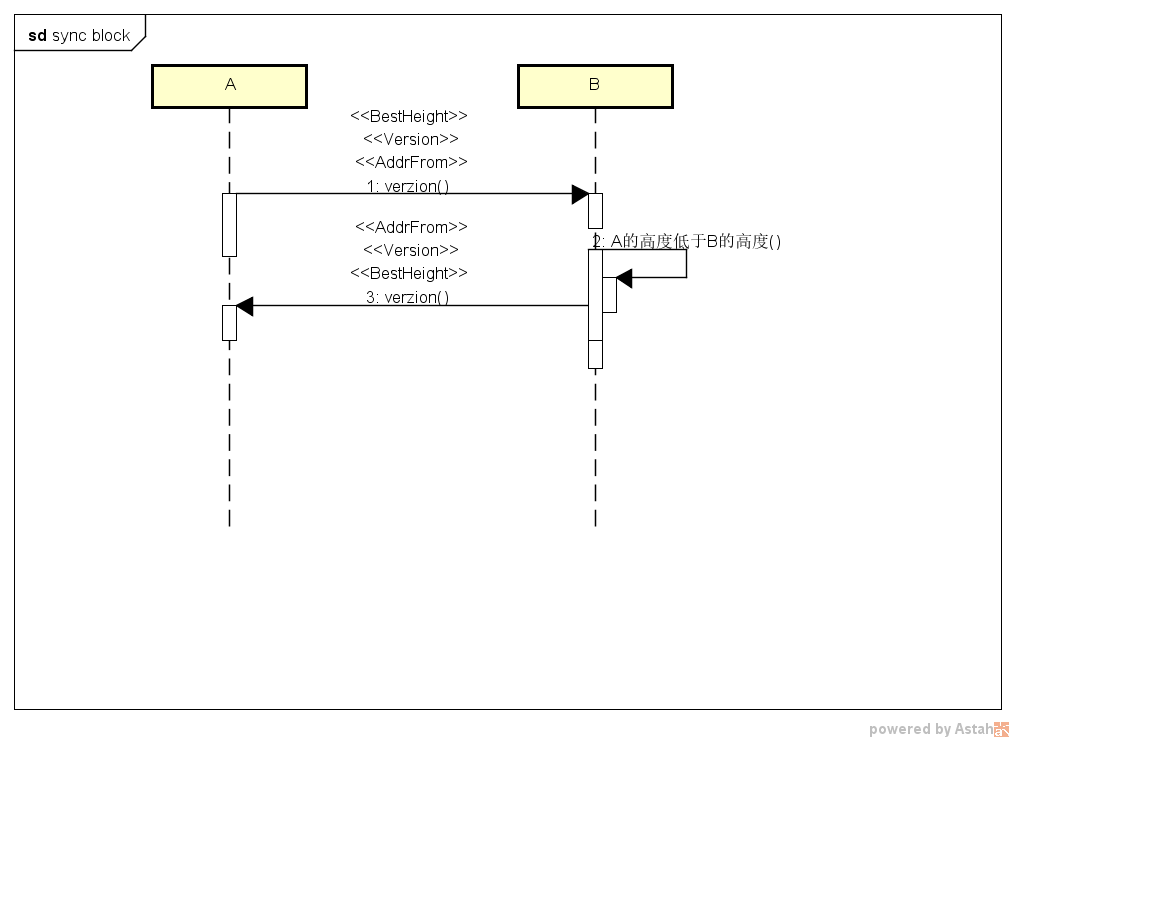 sd sync block
A
B
<<BestHeight>>
<<Version>>
<<AddrFrom>>
1: verzion()
<<AddrFrom>>
<<Version>>
<<BestHeight>>
2: A的高度低于B的高度()
3: verzion()
powered by Astah